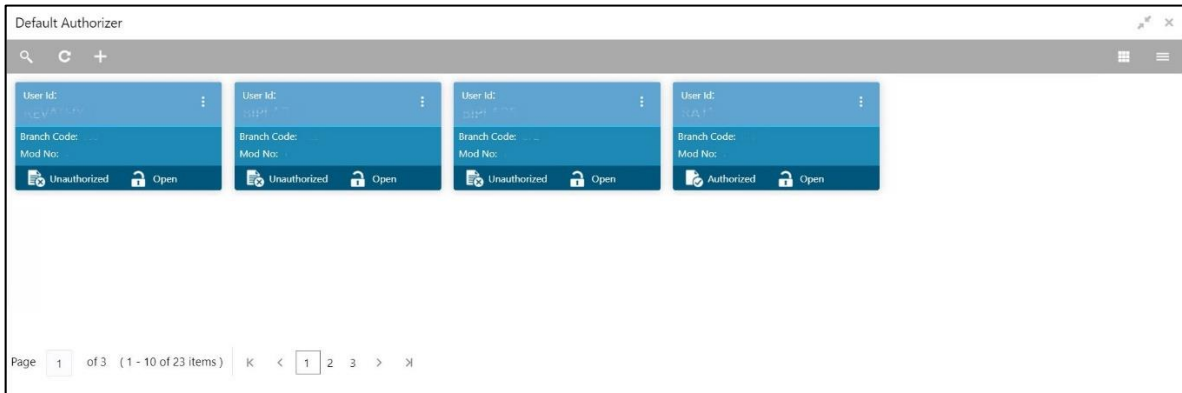 Default Authorizer
User Id: User Id: User Id: User Id:
Branch Code: Branch Code: Branch Code: Branch Code:
Mod No: Mod No: Mod No: Mod No:
Unauthorized Open Unauthorized Open Unauthorized Open Authorized Open
Page 1 of 3 ( 1 - 10 of 23 items ) 1 2 3